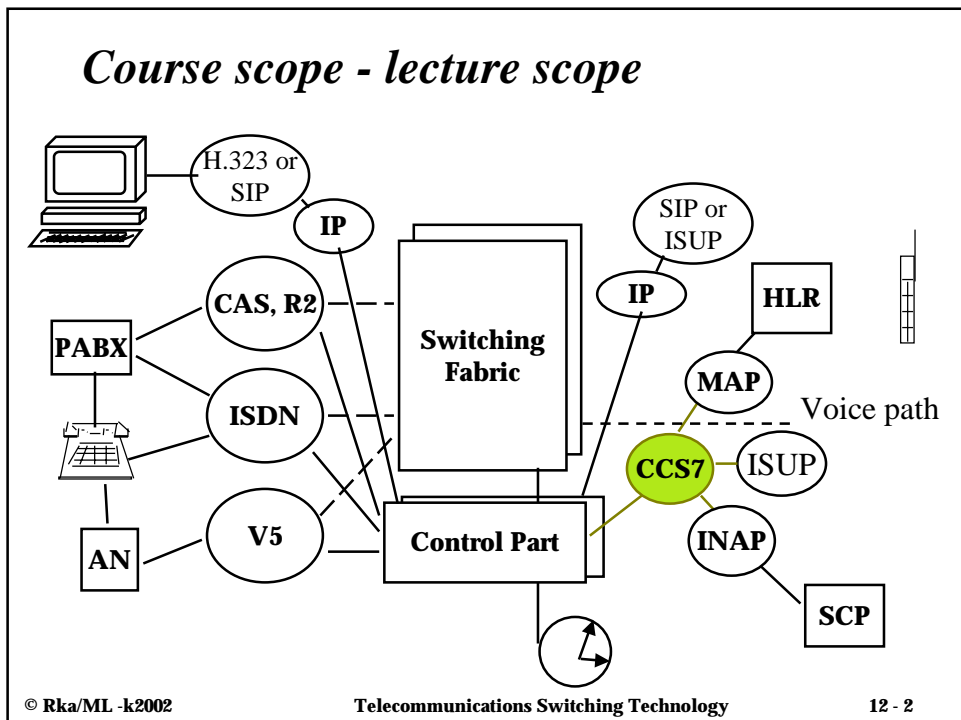 Course scope - lecture scope
H.323 or
SIP
IP
SIP or
ISUP
IP
HLR
CAS, R2
PABX
Switching
Fabric
MAP
ISDN
Voice path
CCS7
ISUP
V5
Control Part
INAP
AN
SCP
© Rka/ML -k2002
Telecommunications Switching Technology
12 - 2